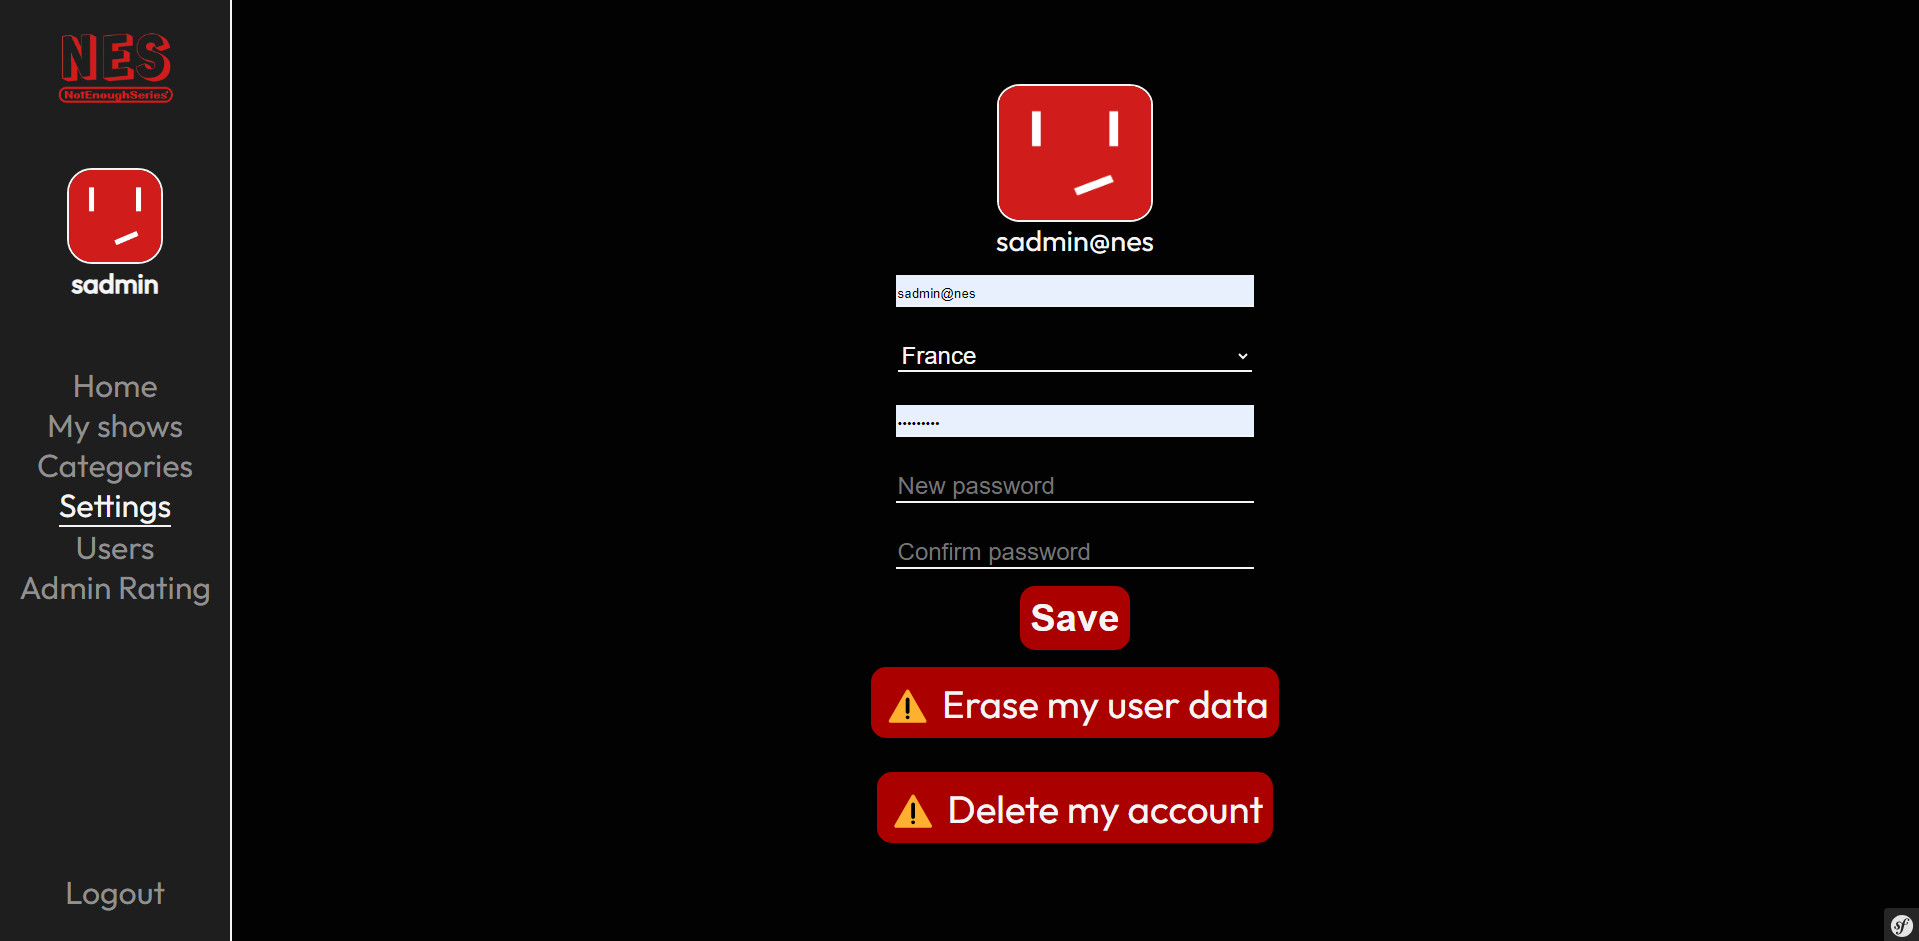 NES
NotEnoughSeries
sadmin
Home
My shows
Categories
Settings
Users
Admin Rating
Logout
sadmin@nes
sadmin@nes
France
•••••••••
New password
Confirm password
Save
⚠ Erase my user data
⚠ Delete my account
sf